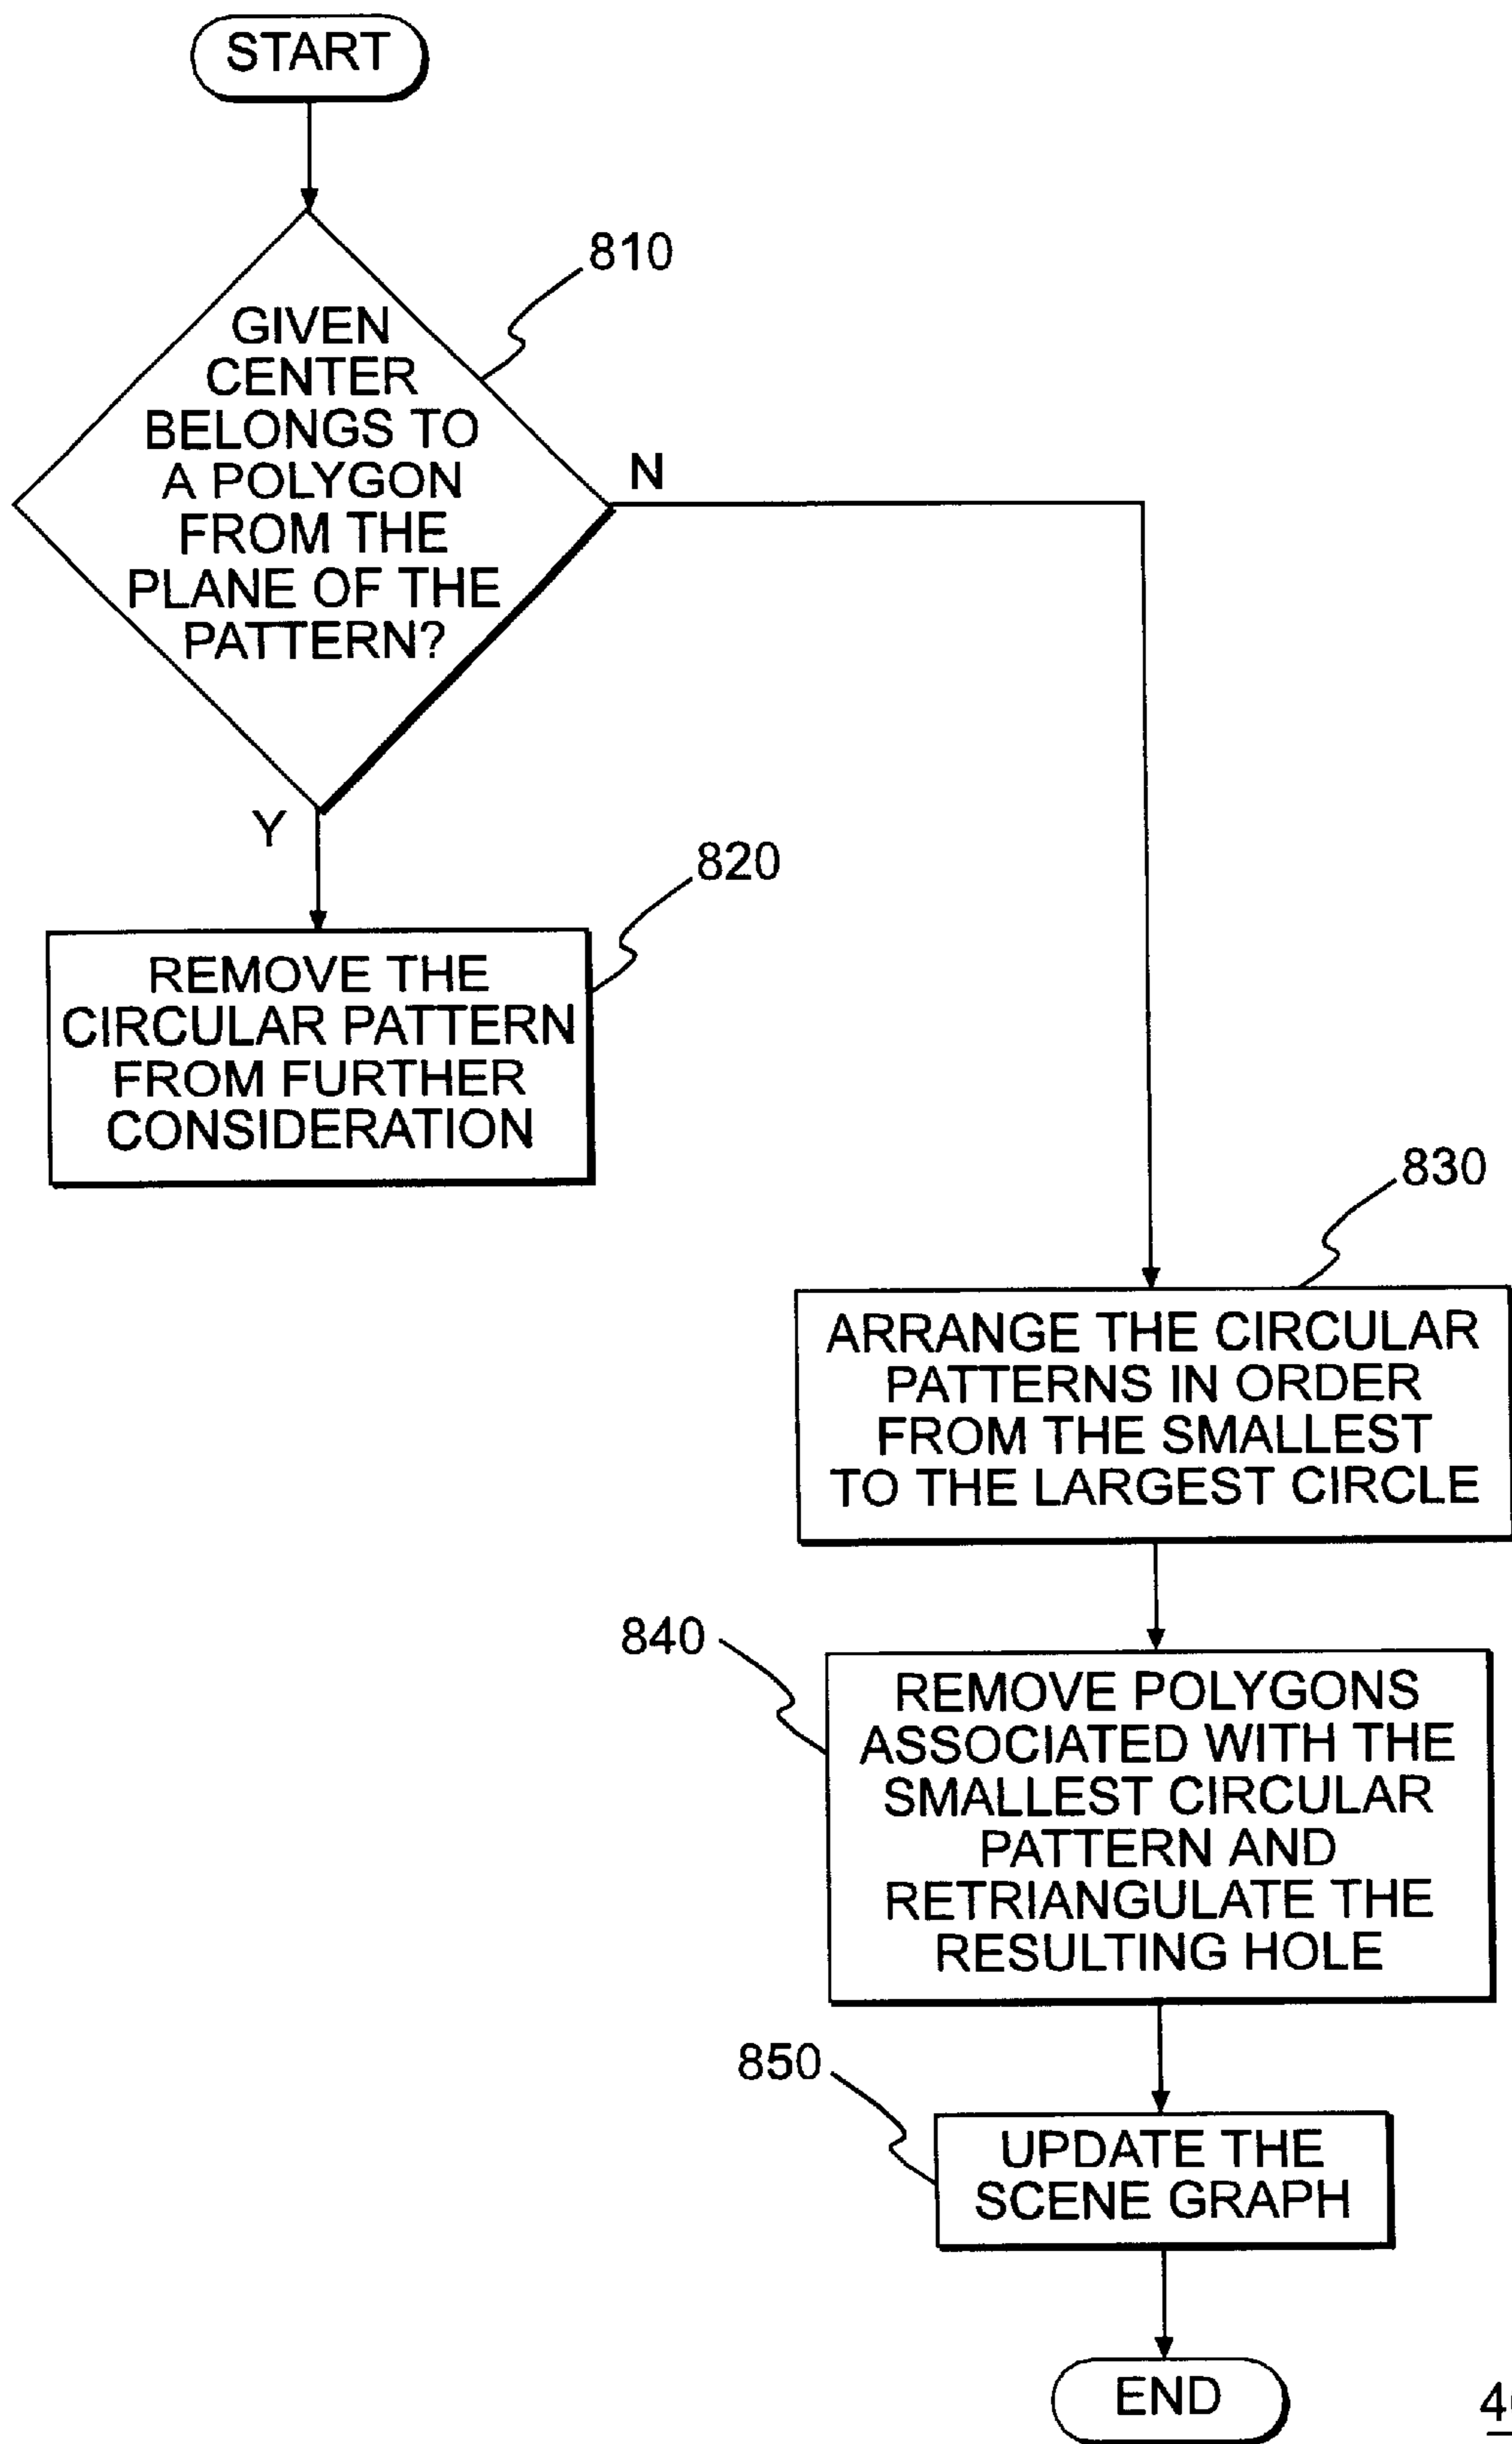 START
810
GIVEN
CENTER
BELONGS TO
A POLYGON
FROM THE
PLANE OF THE
PATTERN?
N
Y
820
REMOVE THE
CIRCULAR PATTERN
FROM FURTHER
CONSIDERATION
830
ARRANGE THE CIRCULAR
PATTERNS IN ORDER
FROM THE SMALLEST
TO THE LARGEST CIRCLE
840
REMOVE POLYGONS
ASSOCIATED WITH THE
SMALLEST CIRCULAR
PATTERN AND
RETRIANGULATE THE
RESULTING HOLE
850
UPDATE THE
SCENE GRAPH
END